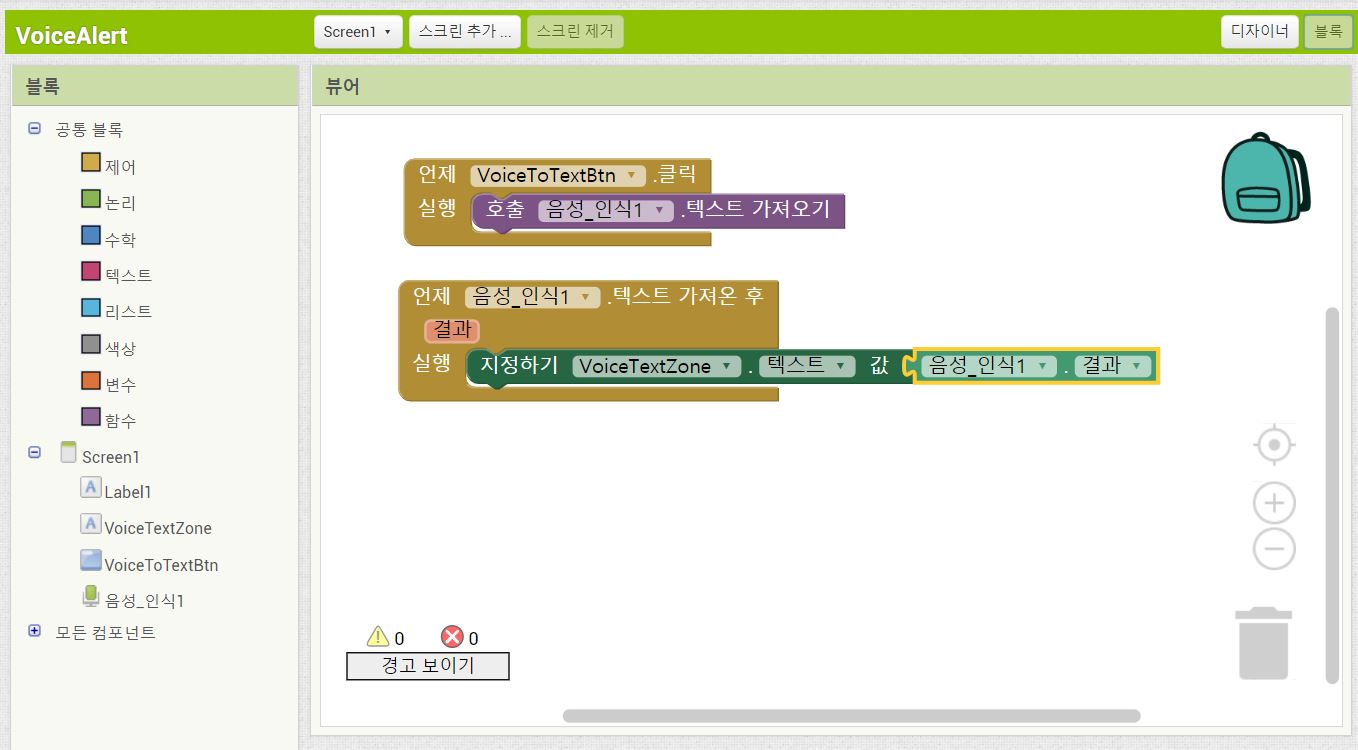 VoiceAlert
Screen1 스크린 추가 ... 스크린 제거 디자이너 블록
블록
공통 블록
제어
논리
수학
텍스트
리스트
색상
변수
함수
Screen1
Label1
VoiceTextZone
VoiceToTextBtn
음성_인식1
모든 컴포넌트
뷰어
언제 VoiceToTextBtn .클릭
실행 호출 음성_인식1 .텍스트 가져오기
언제 음성_인식1 .텍스트 가져온 후
결과
실행 지정하기 VoiceTextZone . 텍스트 값 음성_인식1 . 결과
0 0
경고 보이기